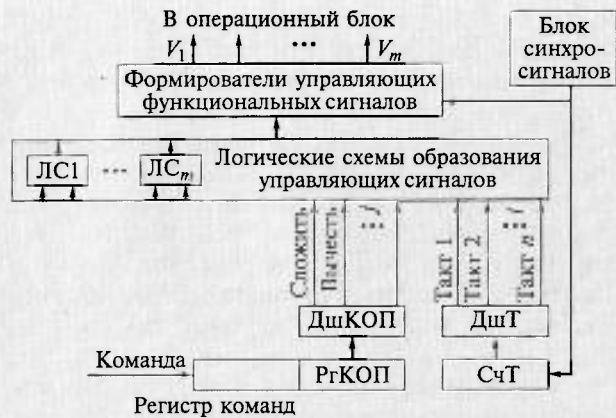 В операционный блок
V1 ... Vm
Блок
синхро-
сигналов
Формирователи управляющих
функциональных сигналов
ЛС1 ... ЛСm
Логические схемы образования
управляющих сигналов
Сложить
Вычесть
Такт 1
Такт 2
Такт n
ДшКОП
ДшТ
Команда
РгКОП
СчТ
Регистр команд